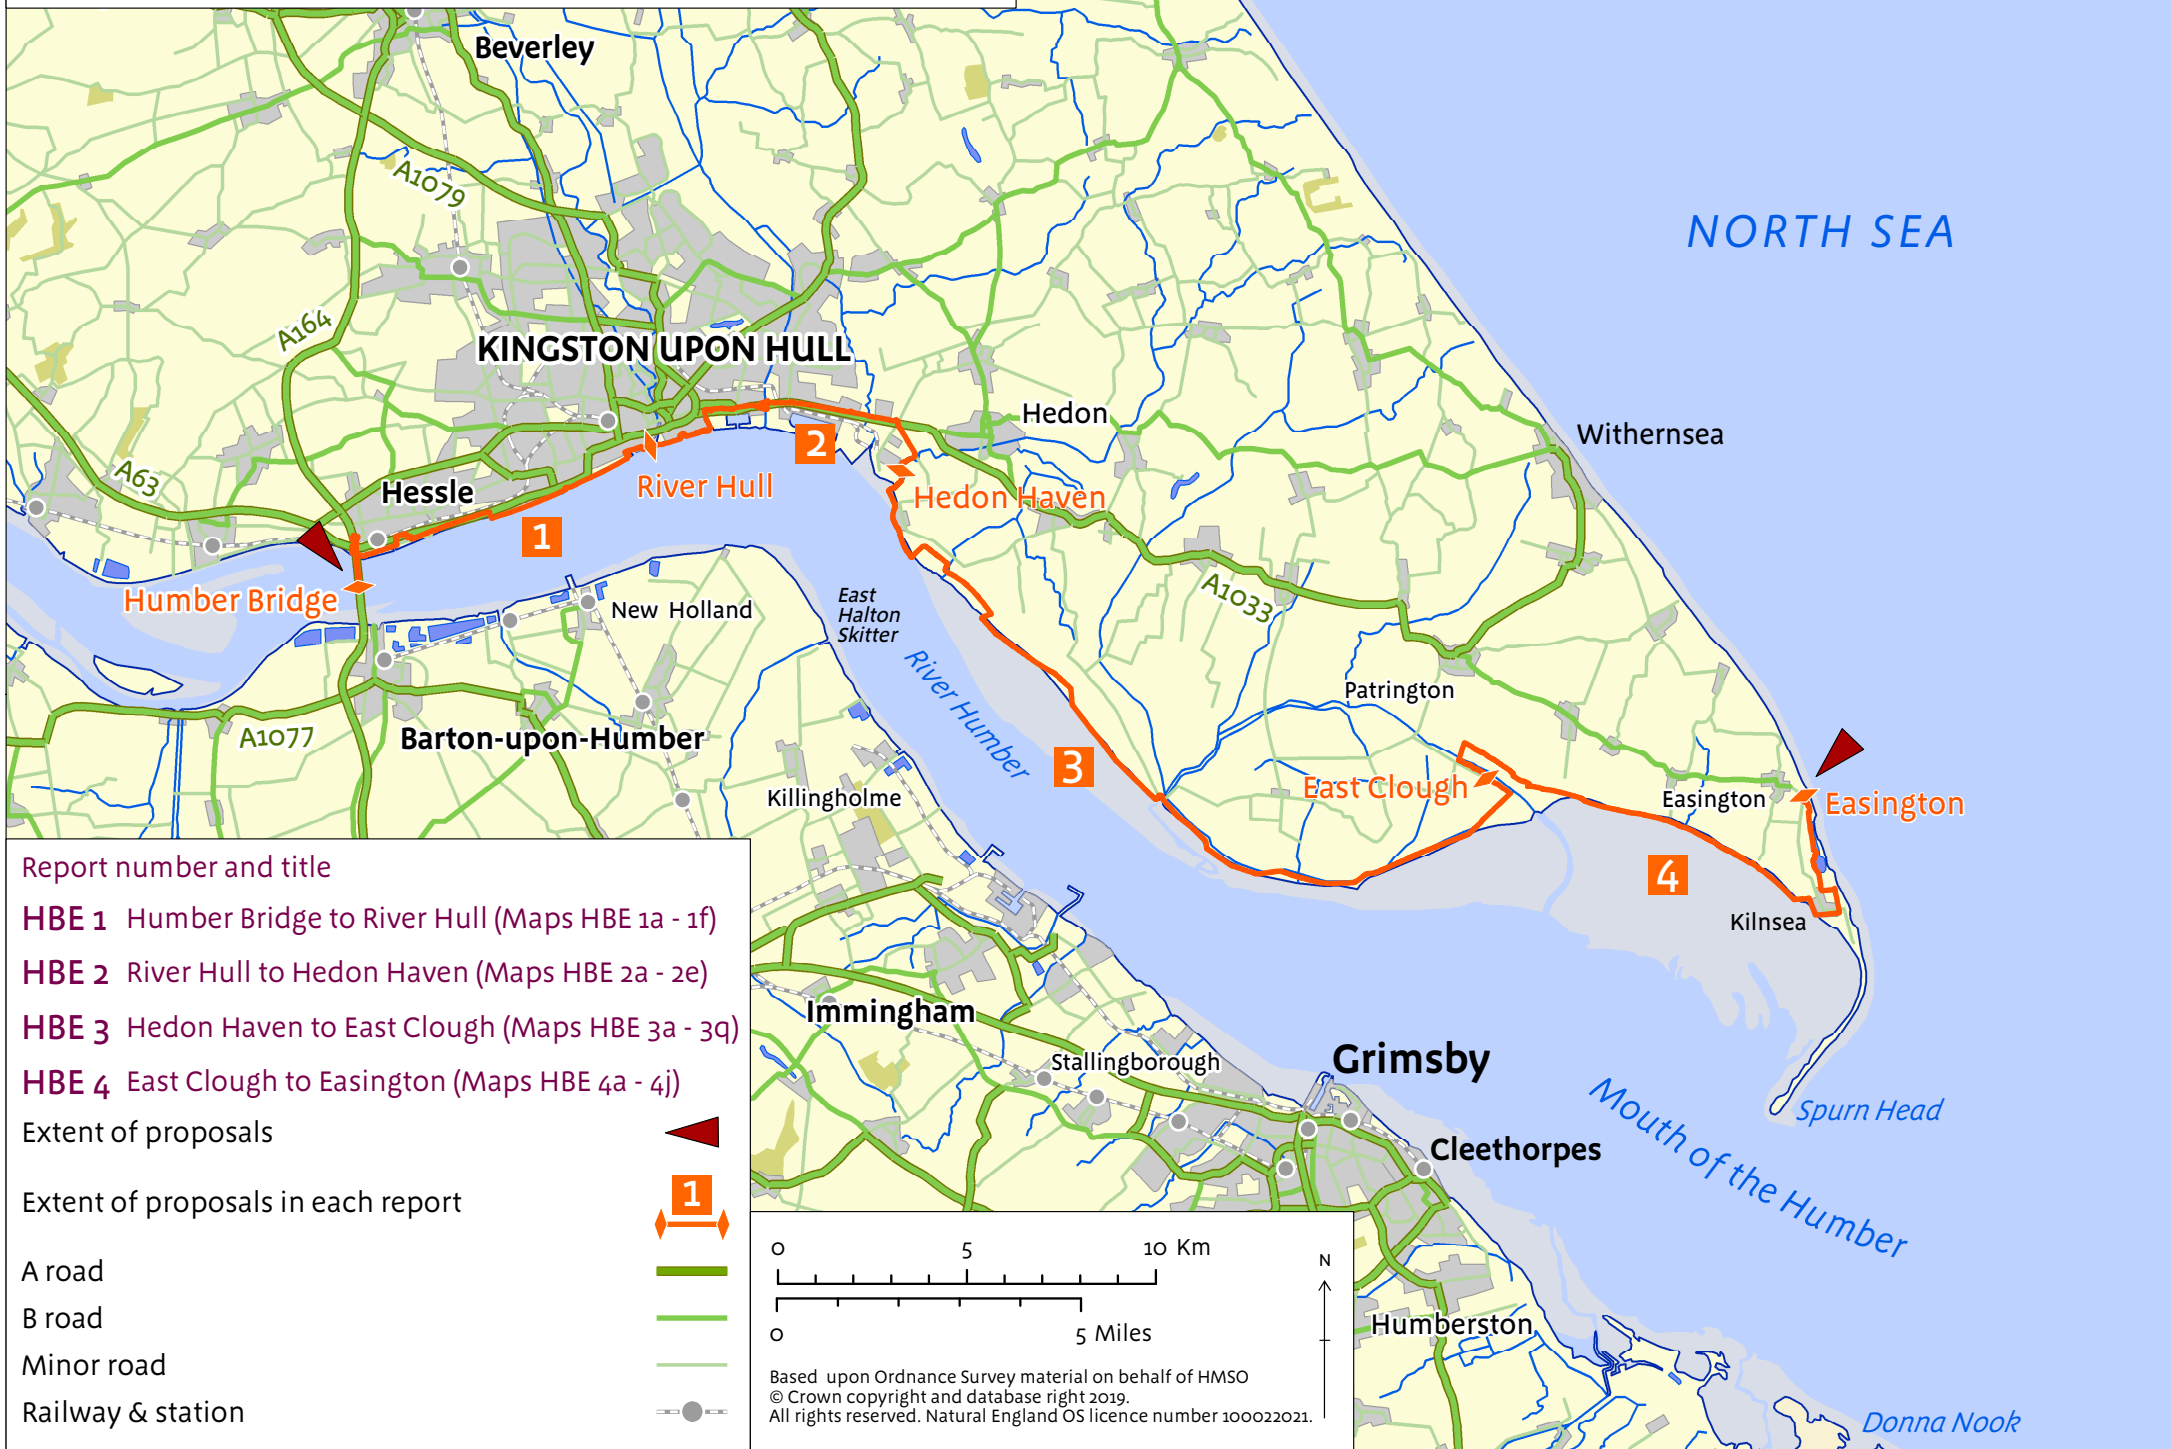 Beverley
A1079
NORTH SEA
A164
KINGSTON UPON HULL
Hedon
Withernsea
2
A63
Hessle
River Hull
Hedon Haven
1
Humber Bridge
New Holland
East
Halton
Skitter
A1033
River Humber
Patrington
A1077
Barton-upon-Humber
3
East Clough
Killingholme
Easington
Easington
4
Kilnsea
Immingham
Stallingborough
Grimsby
Mouth of the Humber
Spurn Head
Cleethorpes
Humberston
Donna Nook
Report number and title
HBE 1 Humber Bridge to River Hull (Maps HBE 1a - 1f)
HBE 2 River Hull to Hedon Haven (Maps HBE 2a - 2e)
HBE 3 Hedon Haven to East Clough (Maps HBE 3a - 3q)
HBE 4 East Clough to Easington (Maps HBE 4a - 4j)
Extent of proposals
Extent of proposals in each report 1
A road
B road
Minor road
Railway & station
0 5 10 Km
0 5 Miles
N
Based upon Ordnance Survey material on behalf of HMSO
© Crown copyright and database right 2019.
All rights reserved. Natural England OS licence number 100022021.